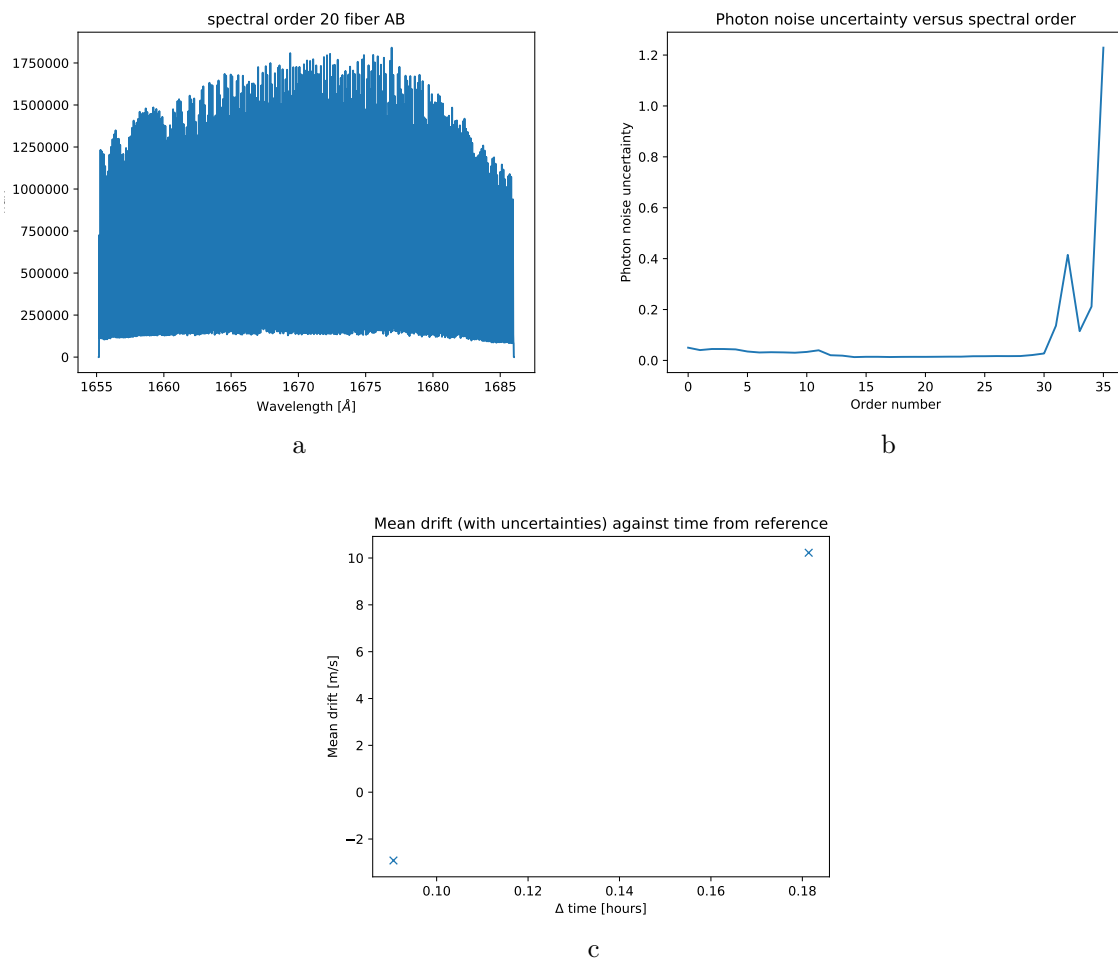 spectral order 20 fiber AB
1750000
1500000
1250000
1000000
750000
500000
250000
0
1655 1660 1665 1670 1675 1680 1685
Wavelength [Å]
a
Photon noise uncertainty versus spectral order
Photon noise uncertainty
1.2
1.0
0.8
0.6
0.4
0.2
0.0
0 5 10 15 20 25 30 35
Order number
b
Mean drift (with uncertainties) against time from reference
Mean drift [m/s]
10
8
6
4
2
0
−2
0.10 0.12 0.14 0.16 0.18
Δ time [hours]
c